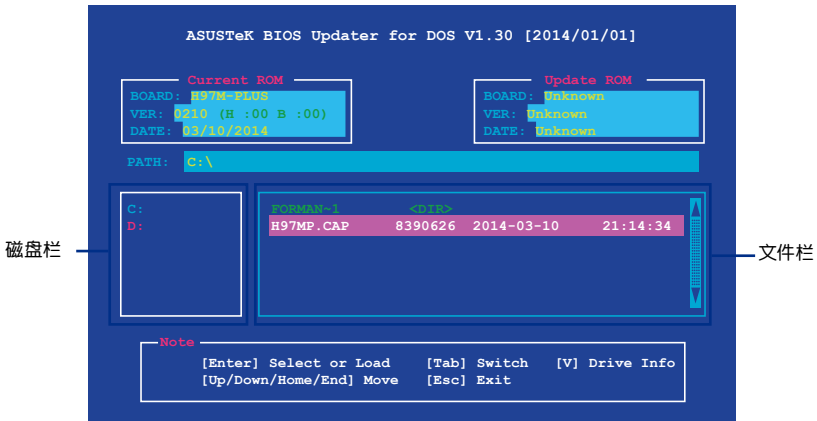 ASUSTeK BIOS Updater for DOS V1.30 [2014/01/01]
Current ROM
BOARD: H97M-PLUS
VER: 0210 (H :00 B :00)
DATE: 03/10/2014
Update ROM
BOARD: Unknown
VER: Unknown
DATE: Unknown
PATH: C:\
磁盘栏
C:
D:
FORMAN~1 <DIR>
H97MP.CAP 8390626 2014-03-10 21:14:34
文件栏
Note
[Enter] Select or Load [Tab] Switch [V] Drive Info
[Up/Down/Home/End] Move [Esc] Exit